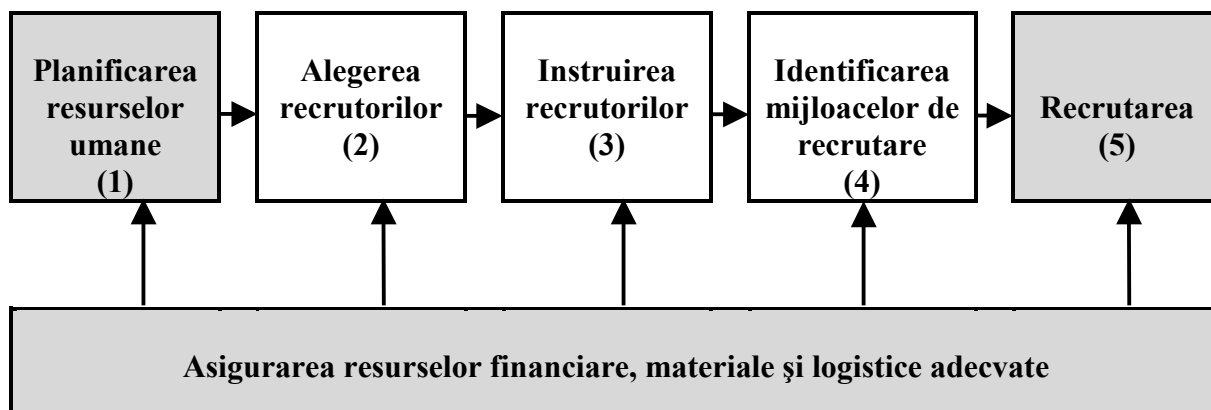 Planificarea
resurselor
umane
(1)
Alegerea
recrutorilor
(2)
Instruirea
recrutorilor
(3)
Identificarea
mijloacelor de
recrutare
(4)
Recrutarea
(5)
Asigurarea resurselor financiare, materiale şi logistice adecvate